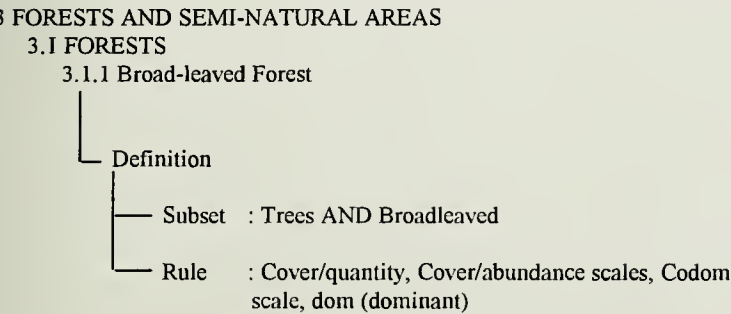 3 FORESTS AND SEMI-NATURAL AREAS
3.1 FORESTS
3.1.1 Broad-leaved Forest
Definition
Subset : Trees AND Broadleaved
Rule : Cover/quantity, Cover/abundance scales, Codom
scale, dom (dominant)